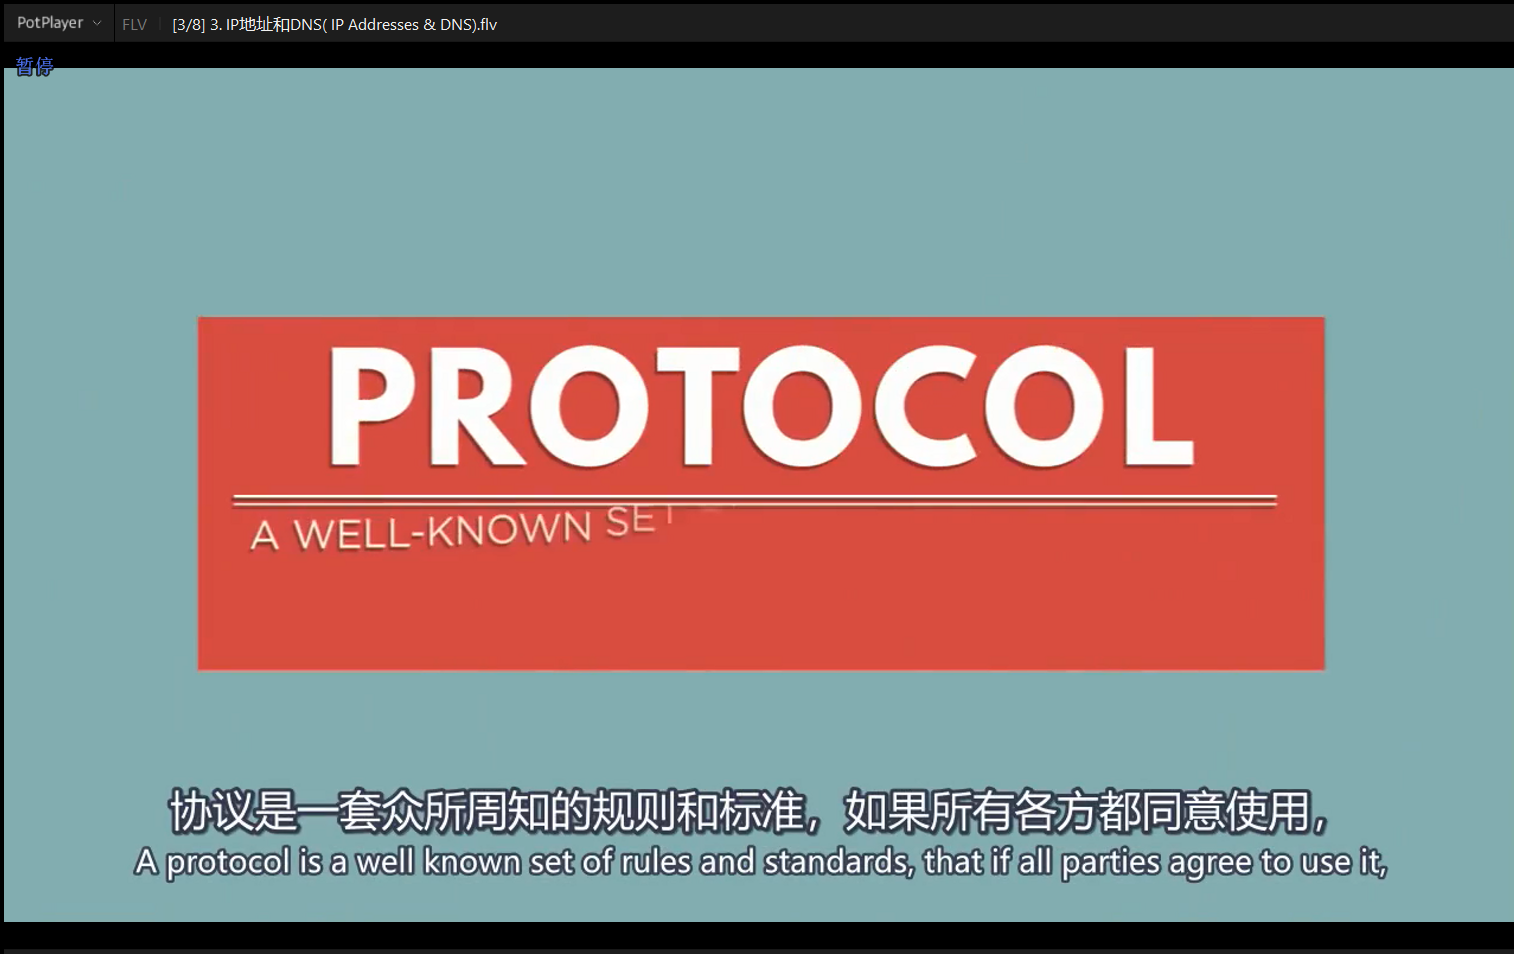 PotPlayer FLV [3/8] 3. IP地址和DNS( IP Addresses & DNS).flv
暂停
PROTOCOL
A WELL-KNOWN SET
协议是一套众所周知的规则和标准，如果所有各方都同意使用，
A protocol is a well known set of rules and standards, that if all parties agree to use it,